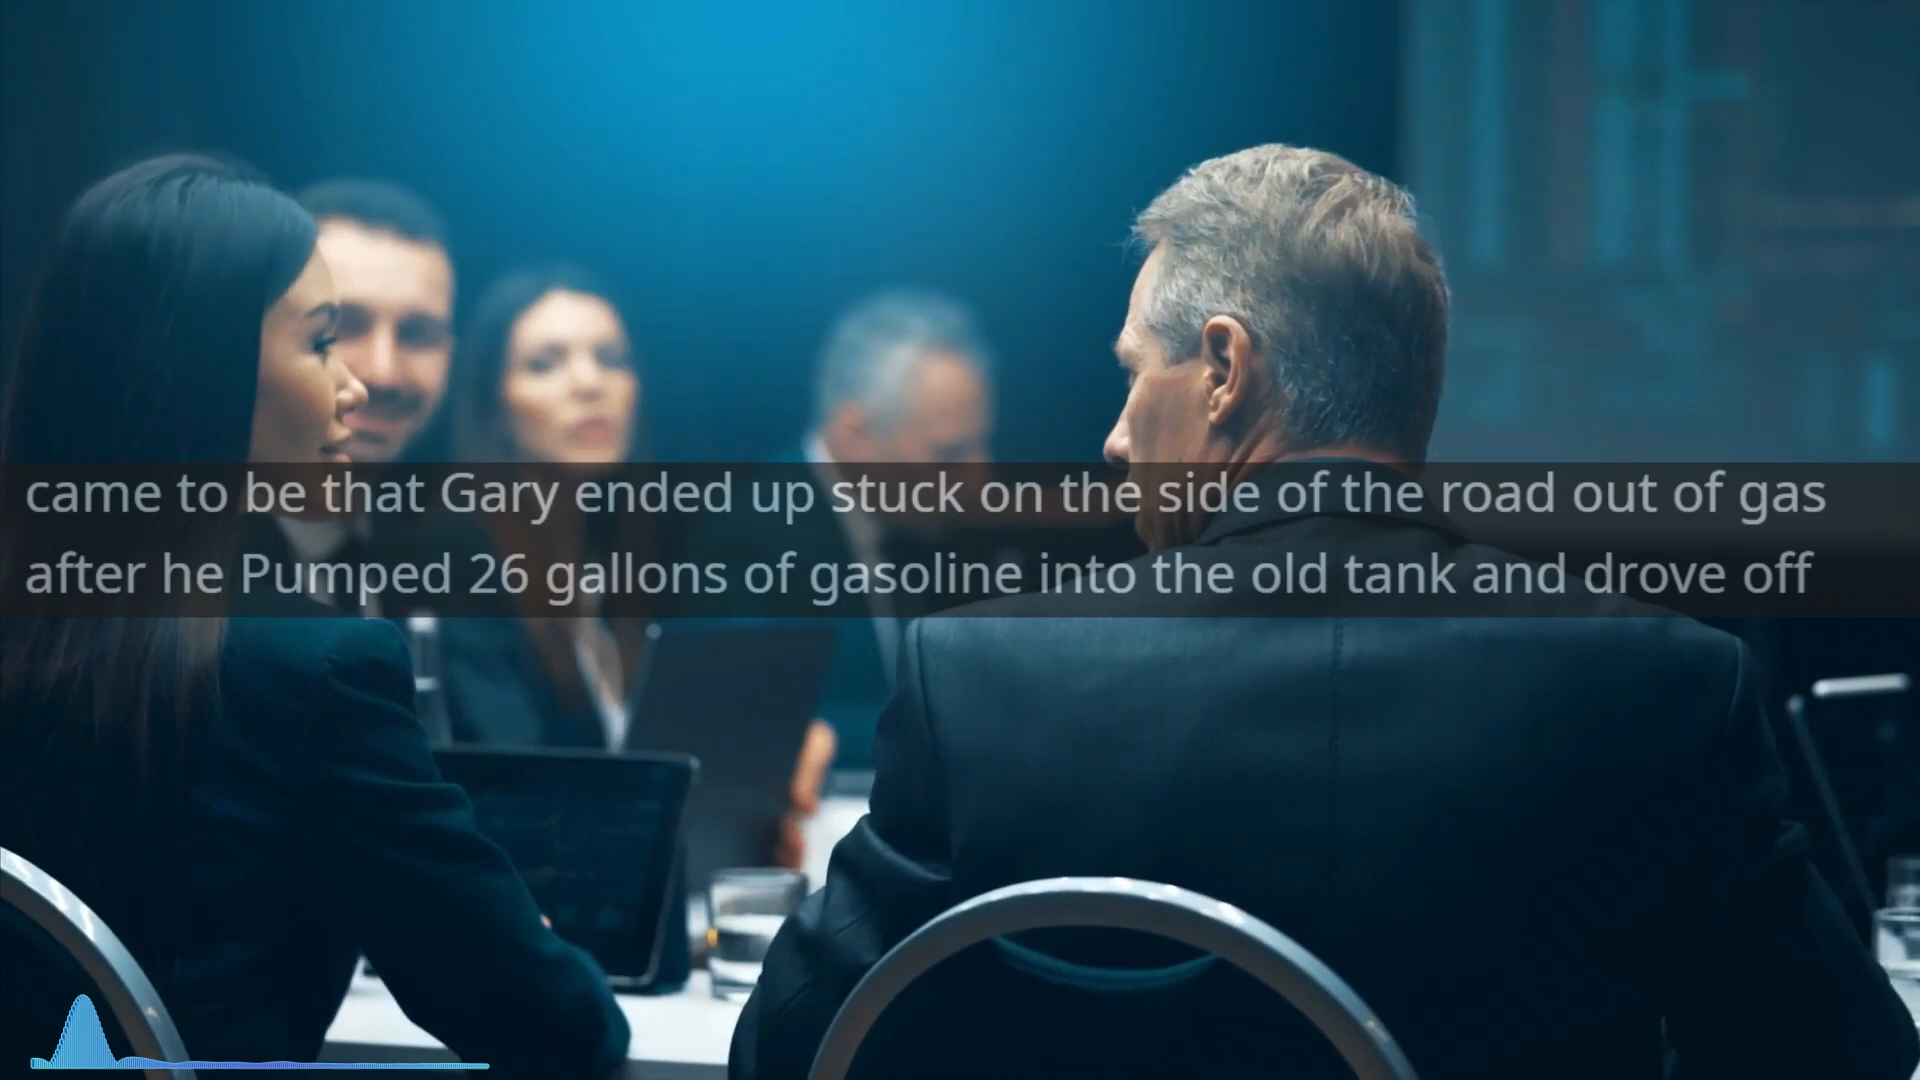 came to be that Gary ended up stuck on the side of the road out of gas
after he Pumped 26 gallons of gasoline into the old tank and drove off